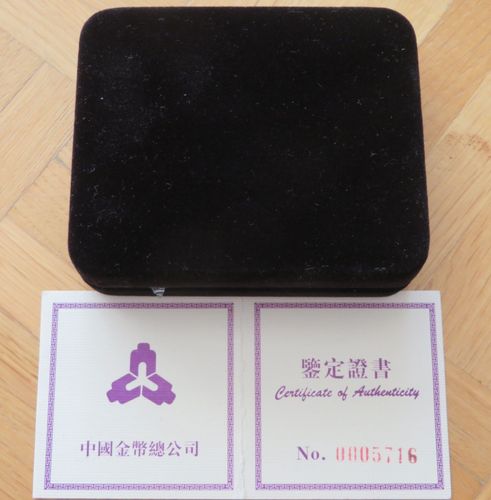 中國金幣總公司
鑒定證書
Certificate of Authenticity
No. 0005716